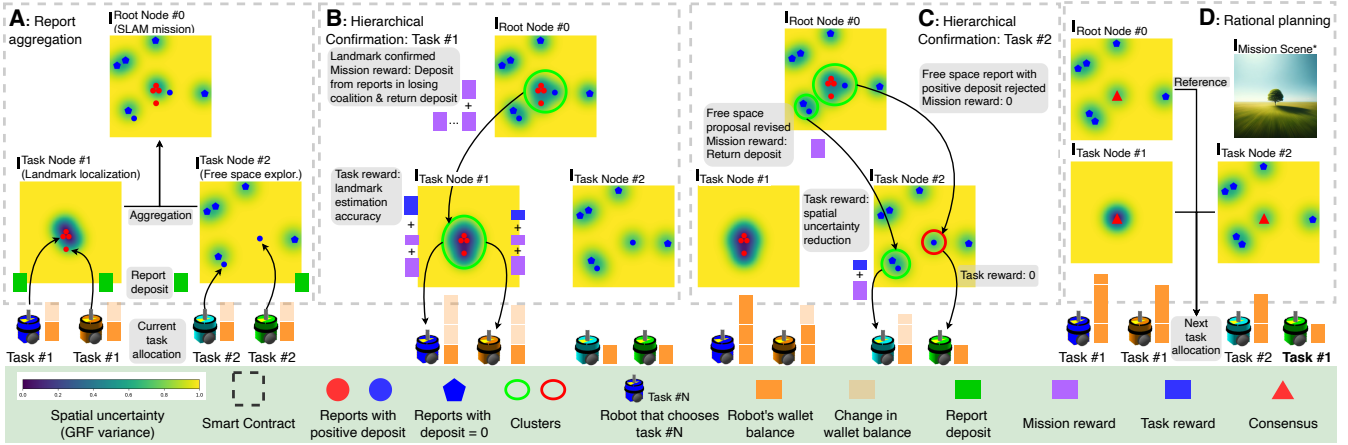 A: Report
aggregation
Root Node #0
(SLAM mission)
Task Node #1
(Landmark localization)
Task Node #2
(Free space explor.)
Aggregation
Report
deposit
Current
task
allocation
Task #1
Task #1
Task #2
Task #2
B: Hierarchical
Confirmation: Task #1
Landmark confirmed
Mission reward: Deposit
from reports in losing
coalition & return deposit
+
...
Root Node #0
Task reward:
landmark
estimation
accuracy
Task Node #1
+
+
+
+
Task Node #2
C: Hierarchical
Confirmation: Task #2
Root Node #0
Free space report with
positive deposit rejected
Mission reward: 0
Free space
proposal revised
Mission reward:
Return deposit
Task Node #1
Task Node #2
Task reward:
spatial
uncertainty
reduction
+
Task reward: 0
D: Rational planning
Root Node #0
Mission Scene*
Reference
Task Node #1
Task Node #2
Next
task
allocation
Task #1
Task #1
Task #2
Task #1
0.0 0.2 0.4 0.6 0.8 1.0
Spatial uncertainty
(GRF variance)
Smart Contract
Reports with
positive deposit
Reports with
deposit = 0
Clusters
Task #N
Robot that chooses
task #N
Robot's wallet
balance
Change in
wallet balance
Report
deposit
Mission reward
Task reward
Consensus